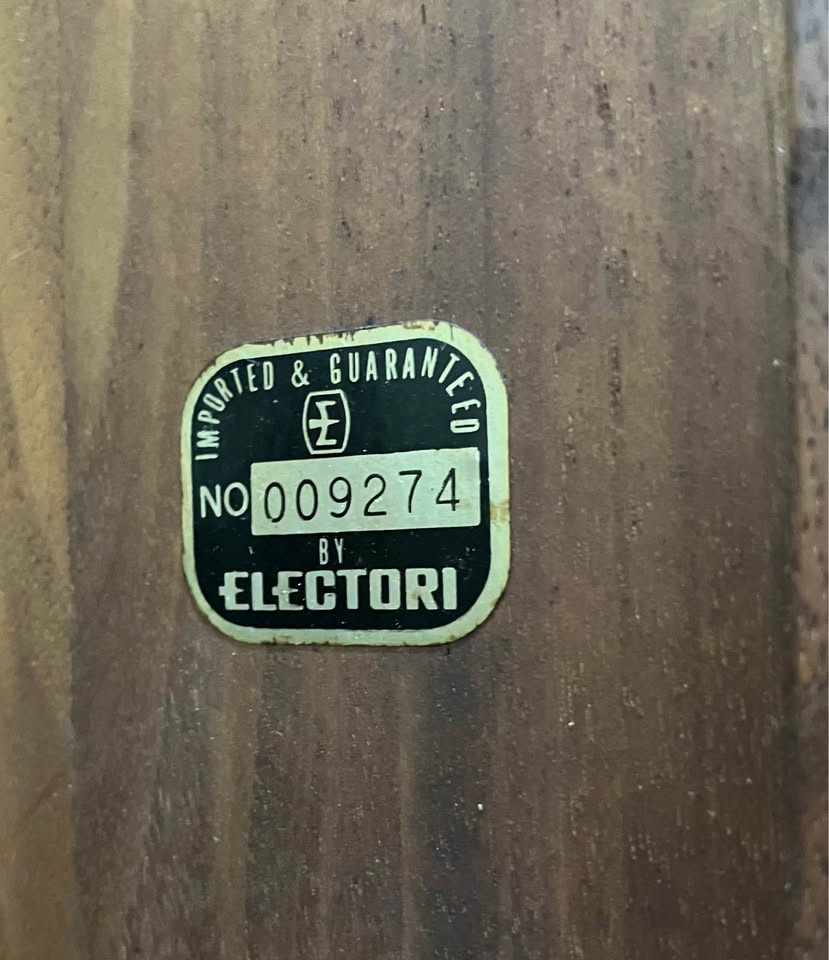 IMPORTED & GUARANTEED
E
NO 009274
BY
ELECTORI